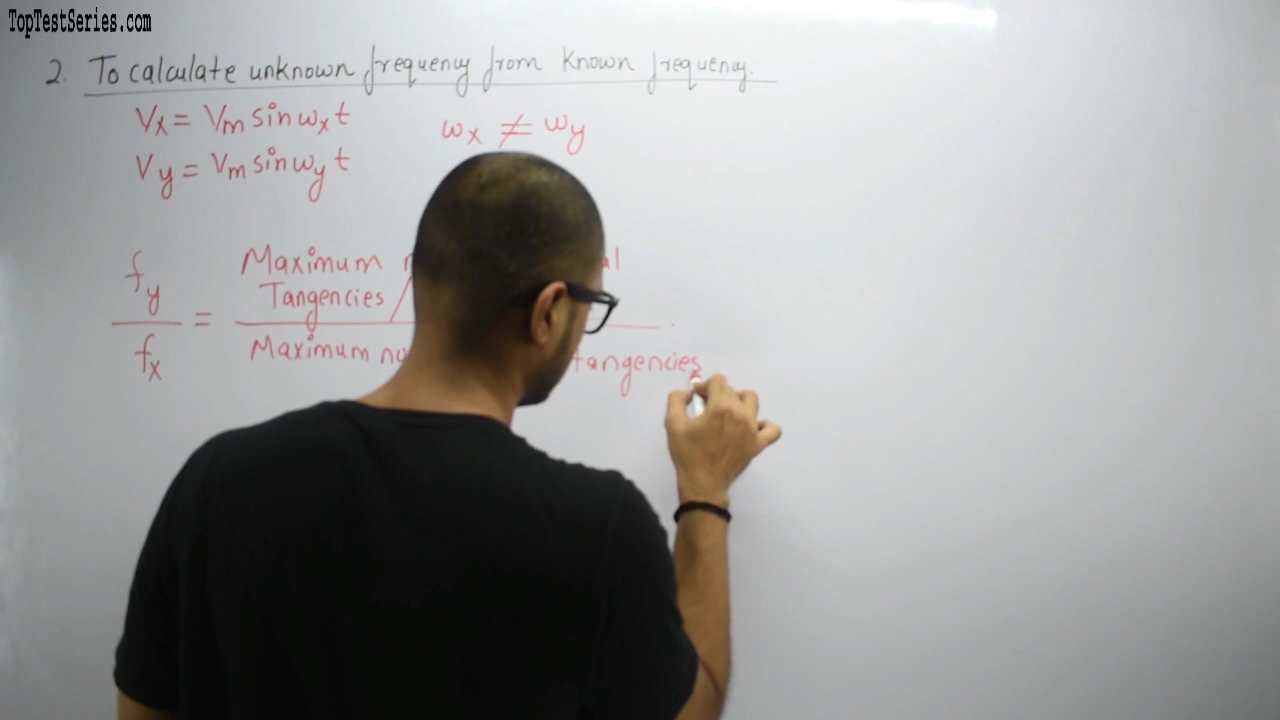 TopTestSeries.com
2. To calculate unknown frequency from known frequency.
Vx = Vm sin ωx t
ωx ≠ ωy
Vy = Vm sin ωy t
fy / fx =
Maximum
Tangencies /
Maximum tangencies